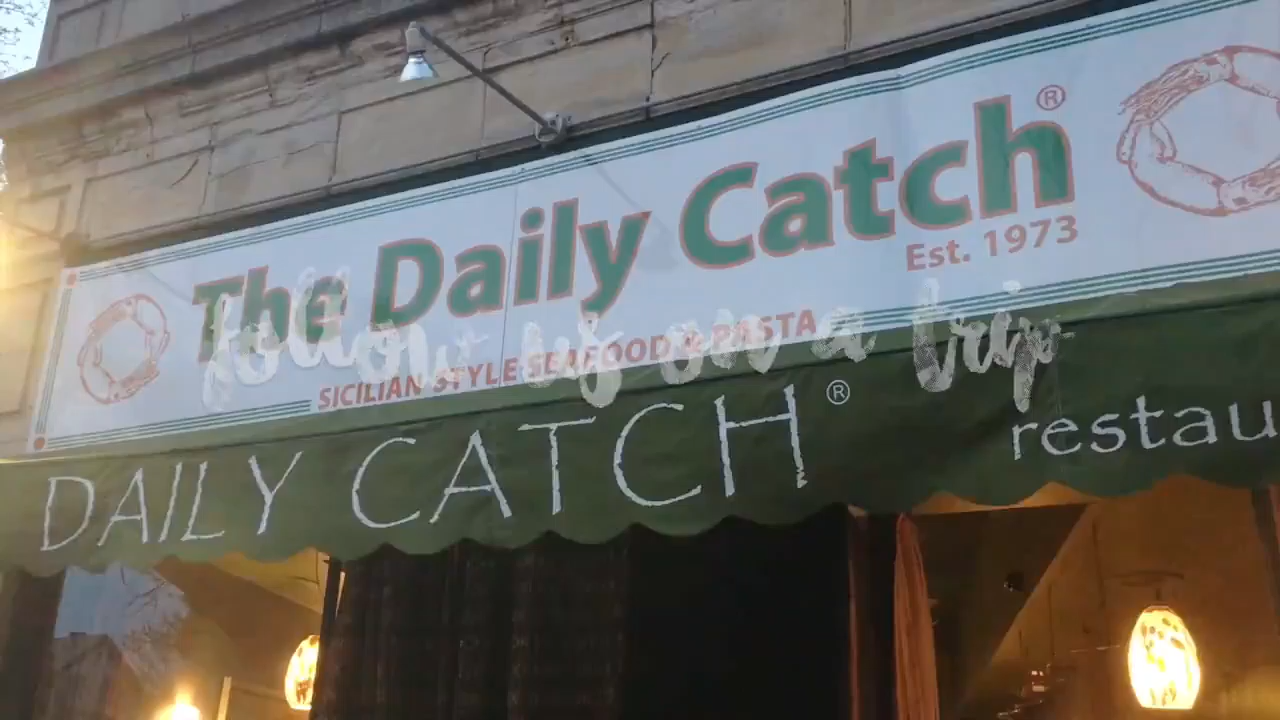 The Daily Catch®
Est. 1973
SICILIAN STYLE SEAFOOD & PASTA
follow us on a trip
DAILY CATCH®
restau